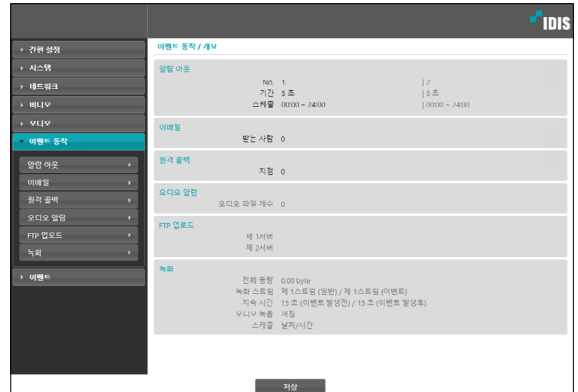 IDIS
간편 설정
시스템
네트워크
비디오
오디오
이벤트 동작
알람 아웃
이메일
원격 콜백
오디오 알람
FTP 업로드
녹화
이벤트
이벤트 동작 / 개요
알람 아웃
No. 1 | 2
기간 5 초 | 5 초
스케줄 00:00 ~ 24:00 | 00:00 ~ 24:00
이메일
받는 사람 0
원격 콜백
지점 0
오디오 알람
오디오 파일 개수 0
FTP 업로드
제 1서버
제 2서버
녹화
전체 용량 0.00 byte
녹화 스트림 제 1스트림 (일반) / 제 1스트림 (이벤트)
지속 시간 15 초 (이벤트 발생전) / 15 초 (이벤트 발생후)
오디오 녹음 꺼짐
스케줄 날짜/시간
저장